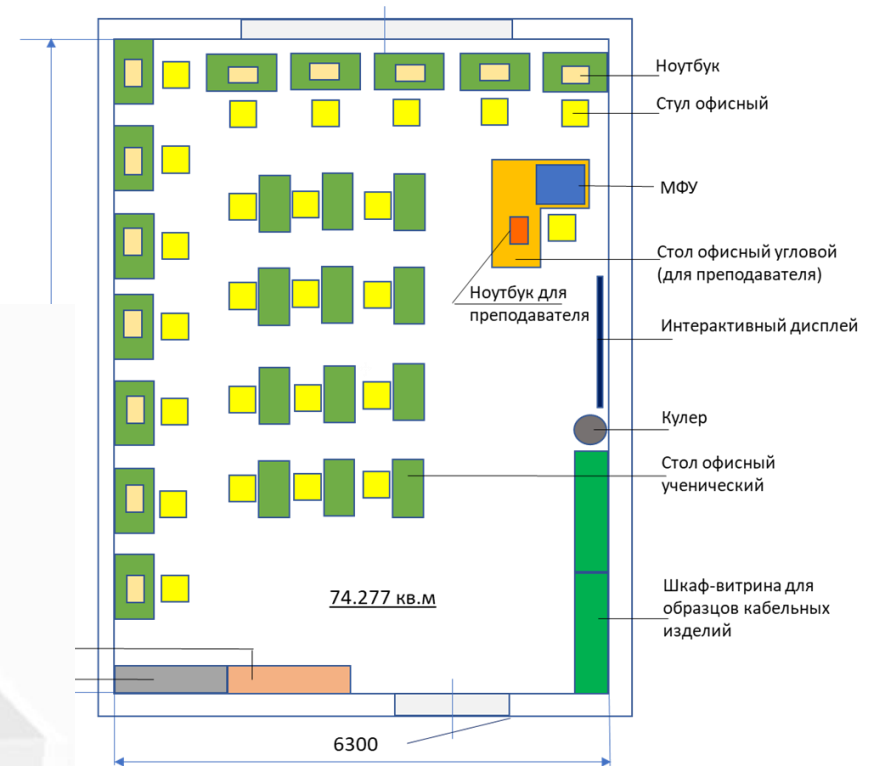 Ноутбук
Стул офисный
МФУ
Стол офисный угловой
(для преподавателя)
Ноутбук для
преподавателя
Интерактивный дисплей
Кулер
Стол офисный
ученический
Шкаф-витрина для
образцов кабельных
изделий
74.277 кв.м
6300